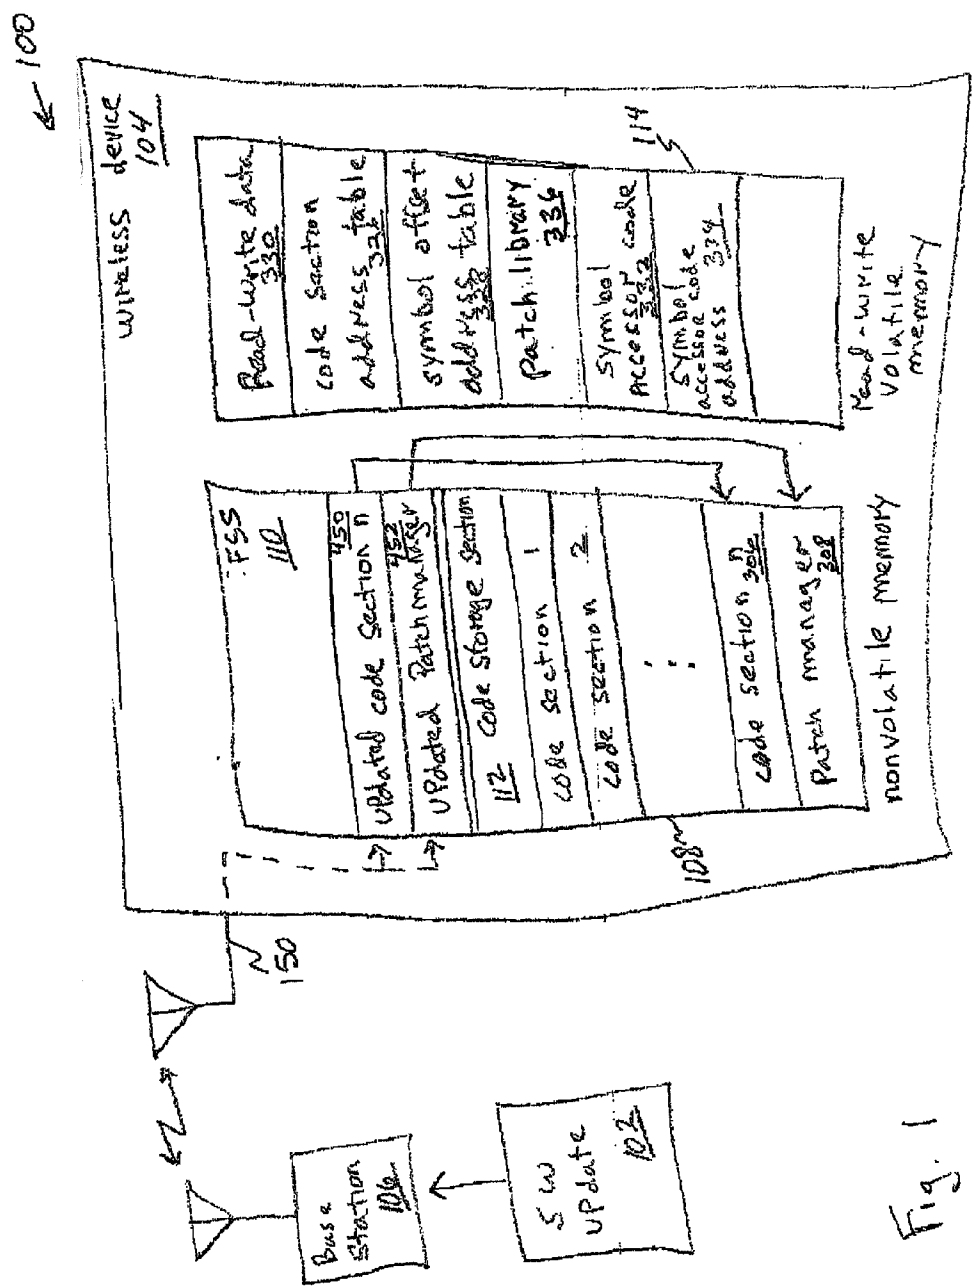 100
wireless device
104
Read-write data
330
code section
address table
326
symbol offset
address table
328
patch library
336
symbol
accessor code
332
symbol
accessor code
address 334
114
Read-write
volatile
memory
FSS
110
updated code section n
450
updated patch manager
452
112 code storage section
code section 1
code section 2
code section n
306
patch manager
308
nonvolatile memory
108
150
Base
Station
106
SW
update
102
Fig. 1